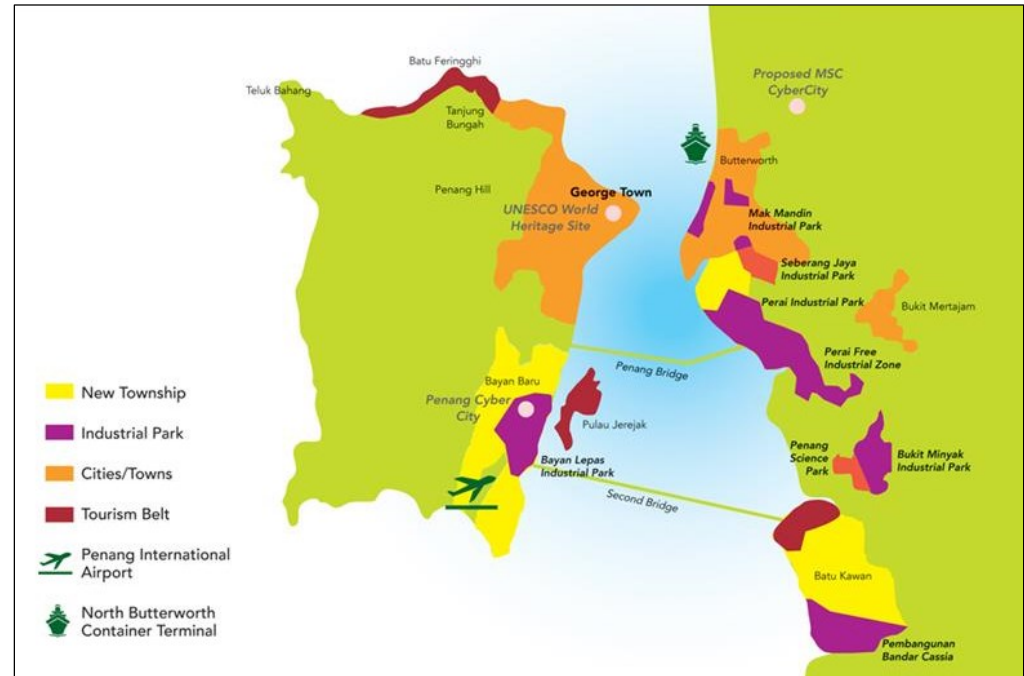 Batu Feringghi
Teluk Bahang
Tanjung
Bungah
Penang Hill
George Town
UNESCO World
Heritage Site
Proposed MSC
CyberCity
Butterworth
Mak Mandin
Industrial Park
Seberang Jaya
Industrial Park
Perai Industrial Park
Bukit Mertajam
Perai Free
Industrial Zone
Penang Bridge
Bayan Baru
Penang Cyber
City
Pulau Jerejak
Bayan Lepas
Industrial Park
Second Bridge
Penang
Science
Park
Bukit Minyak
Industrial Park
Batu Kawan
Pembangunan
Bandar Cassia
New Township
Industrial Park
Cities/Towns
Tourism Belt
Penang International
Airport
North Butterworth
Container Terminal